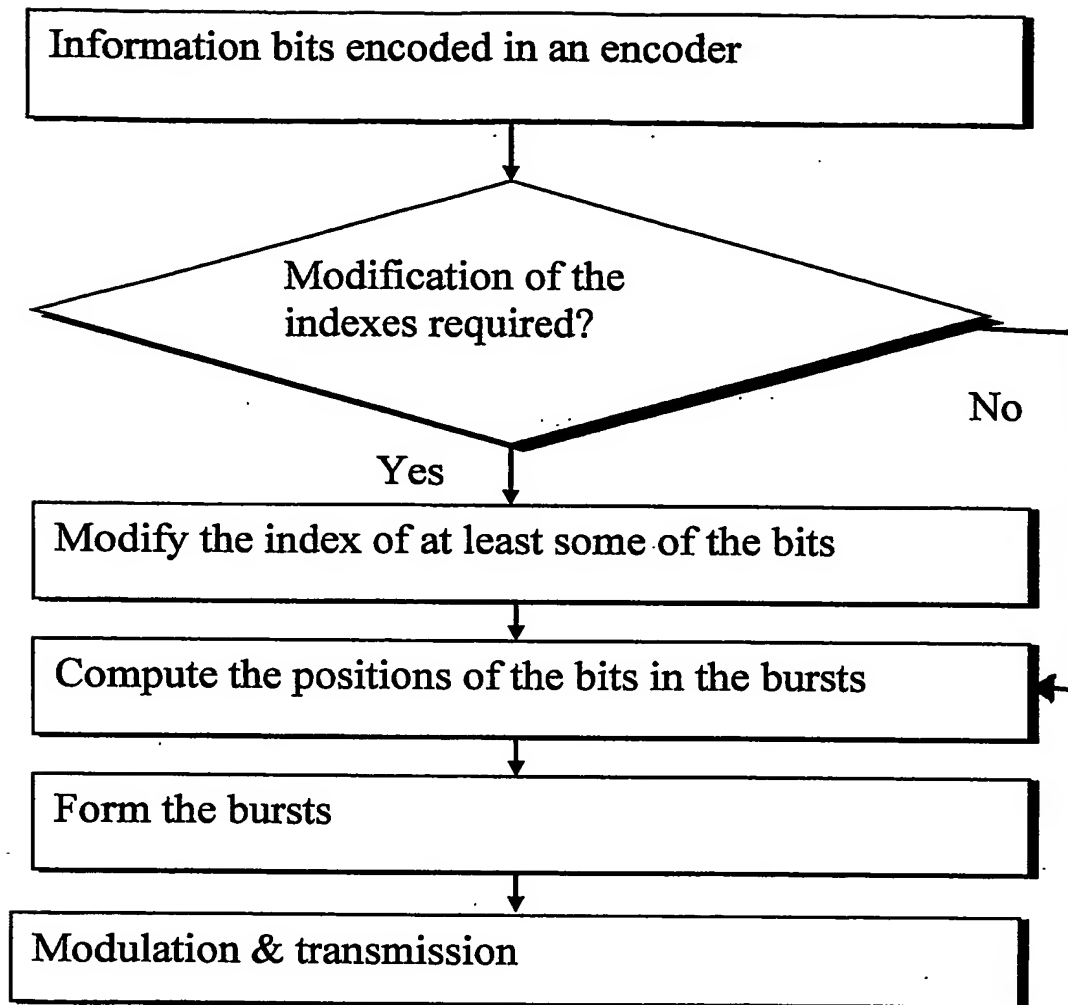 Information bits encoded in an encoder
Modification of the
indexes required?
No
Yes
Modify the index of at least some of the bits
Compute the positions of the bits in the bursts
Form the bursts
Modulation & transmission